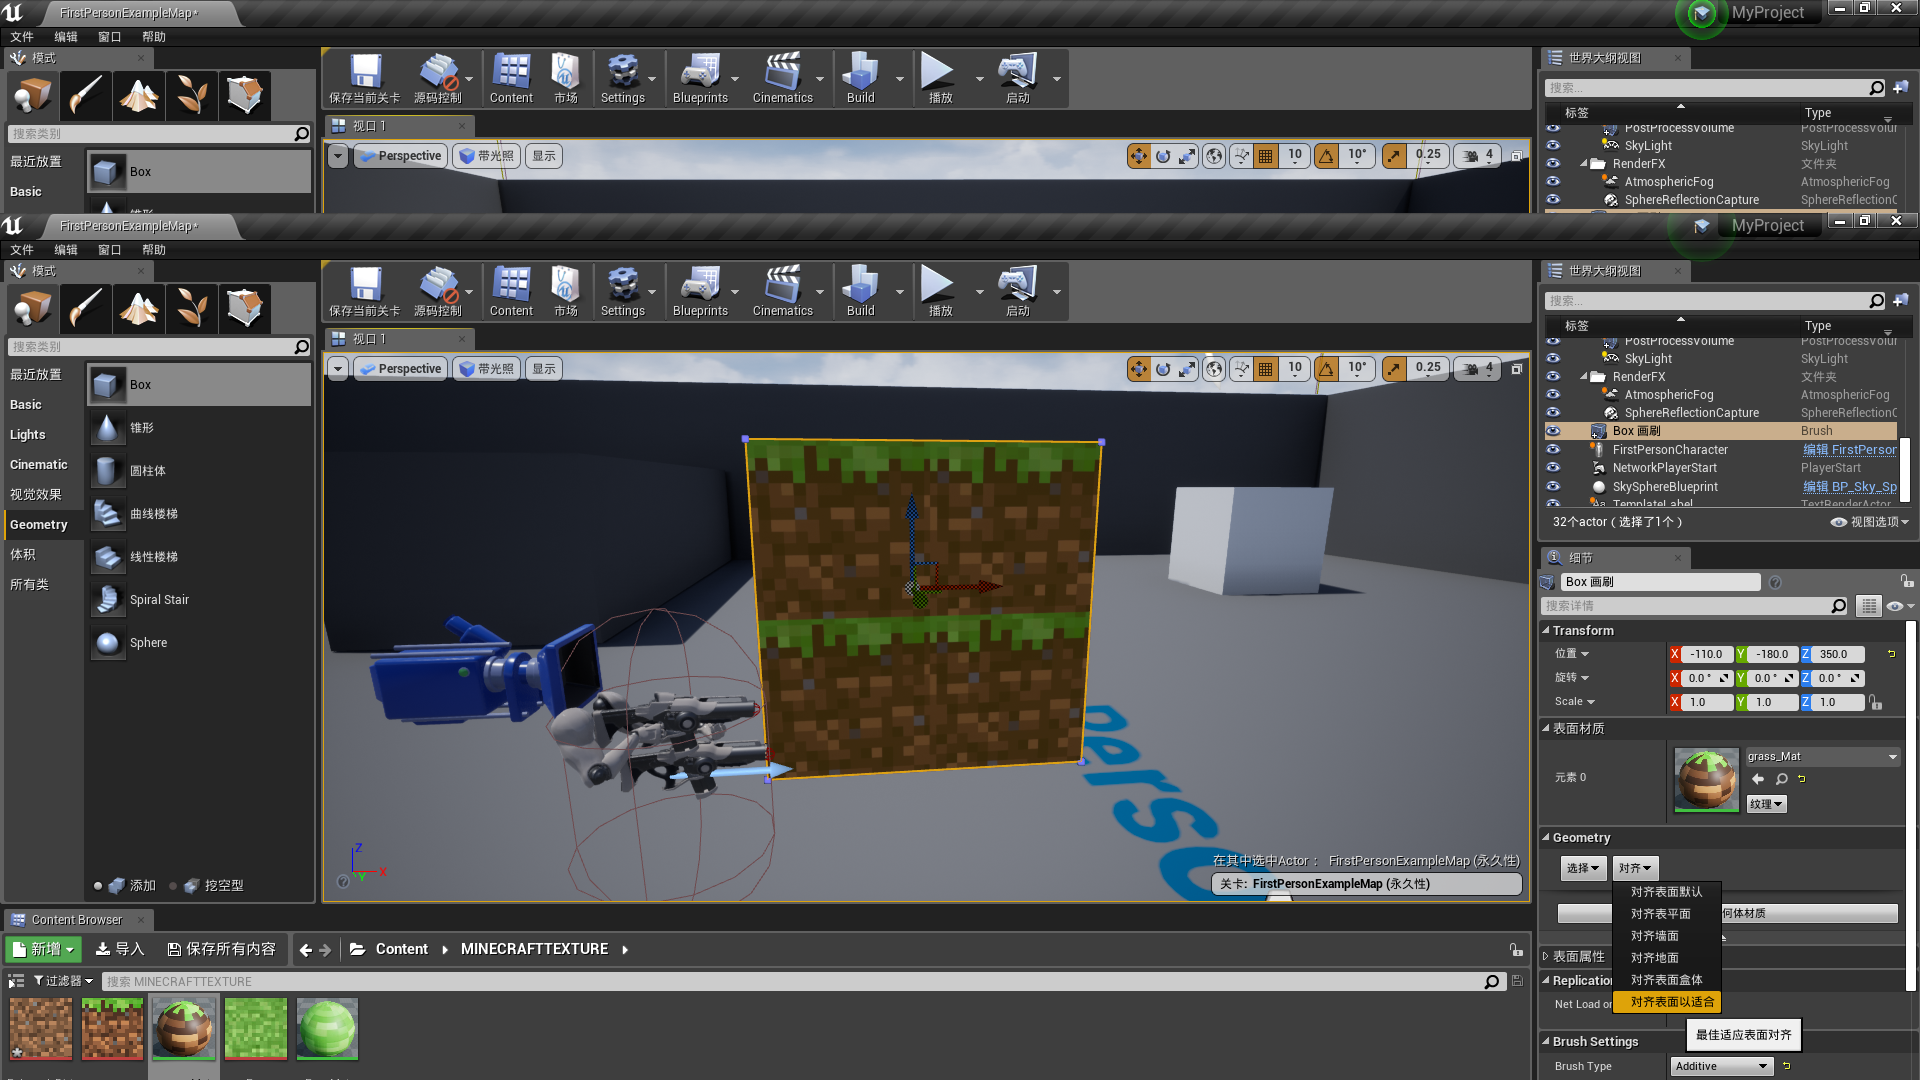 FirstPersonExampleMap*
MyProject
文件 编辑 窗口 帮助
模式
世界大纲视图
保存当前关卡 源码控制 Content 市场 Settings Blueprints Cinematics Build 播放 启动
搜索...
标签 Type
搜索类别
视口 1
PostProcessVolume
SkyLight SkyLight
RenderFX 文件夹
AtmosphericFog AtmosphericFog
SphereReflectionCapture SphereReflectionC
最近放置 Box
Basic
Perspective 带光照 显示 10 10° 0.25 4
FirstPersonExampleMap*
MyProject
文件 编辑 窗口 帮助
模式
世界大纲视图
保存当前关卡 源码控制 Content 市场 Settings Blueprints Cinematics Build 播放 启动
搜索...
标签 Type
搜索类别
视口 1
PostProcessVolume
SkyLight SkyLight
RenderFX 文件夹
AtmosphericFog AtmosphericFog
SphereReflectionCapture SphereReflectionC
Box 画刷 Brush
FirstPersonCharacter 编辑 FirstPerson
NetworkPlayerStart PlayerStart
SkySphereBlueprint 编辑 BP_Sky_Sp
TemplateLabel TextRenderActor
32个actor（选择了1个） 视图选项
Perspective 带光照 显示 10 10° 0.25 4
最近放置
Basic
Lights
Cinematic
视觉效果
Geometry
体积
所有类
Box
锥形
圆柱体
曲线楼梯
线性楼梯
Spiral Stair
Sphere
添加 挖空型
persO
Z
X
Y
在其中选中Actor： FirstPersonExampleMap (永久性)
关卡: FirstPersonExampleMap (永久性)
细节
Box 画刷
搜索详情
Transform
位置 X -110.0 Y -180.0 Z 350.0
旋转 X 0.0 ° Y 0.0 ° Z 0.0 °
Scale X 1.0 Y 1.0 Z 1.0
表面材质
元素 0
grass_Mat
纹理
Geometry
选择 对齐
对齐表面默认
对齐表平面
对齐墙面
对齐地面
对齐表面盒体
对齐表面以适合
何体材质
表面属性
Replication
Net Load or
最佳适应表面对齐
Brush Settings
Brush Type Additive
Content Browser
新增 导入 保存所有内容 Content MINECRAFTTEXTURE
过滤器 搜索 MINECRAFTTEXTURE